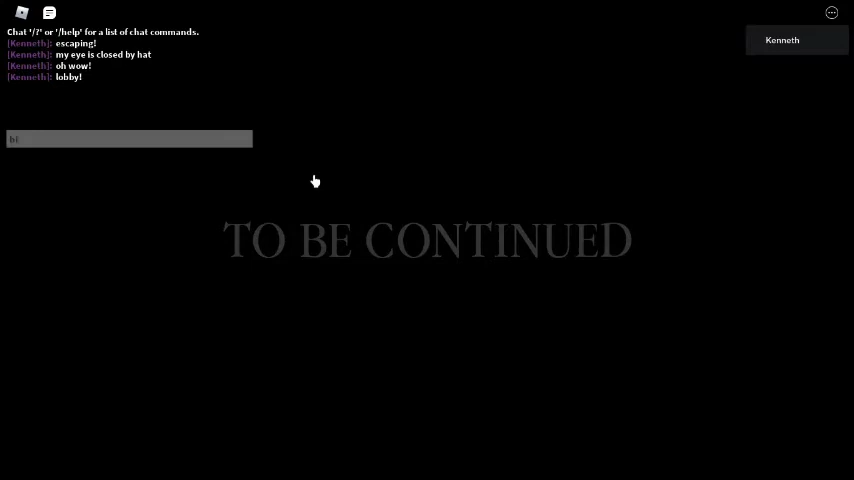 Chat '/?' or '/help' for a list of chat commands.
[Kenneth]: escaping!
Kenneth
[Kenneth]: my eye is closed by hat
[Kenneth]: oh wow!
[Kenneth]: lobby!
hi
TO BE CONTINUED